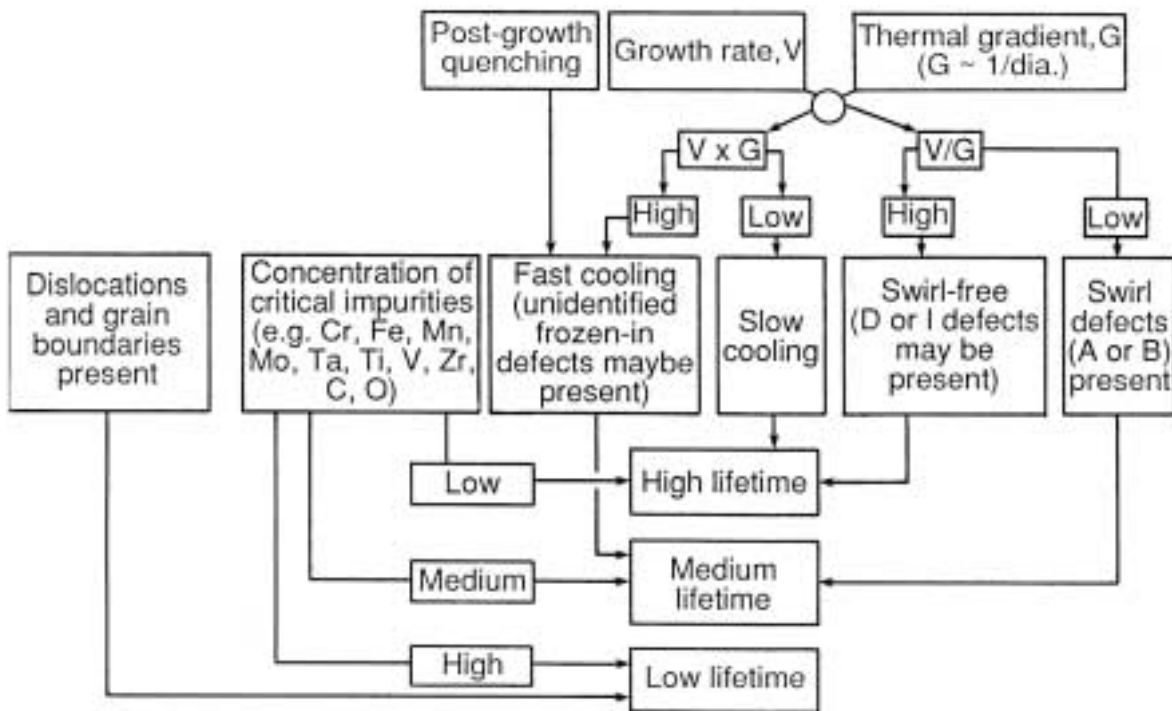 Post-growth
quenching
Growth rate, V
Thermal gradient, G
(G ~ 1/dia.)
V x G
V/G
High
Low
High
Low
Dislocations
and grain
boundaries
present
Concentration of
critical impurities
(e.g. Cr, Fe, Mn,
Mo, Ta, Ti, V, Zr,
C, O)
Fast cooling
(unidentified
frozen-in
defects maybe
present)
Slow
cooling
Swirl-free
(D or I defects
may be
present)
Swirl
defects
(A or B)
present
Low
High lifetime
Medium
Medium
lifetime
High
Low lifetime